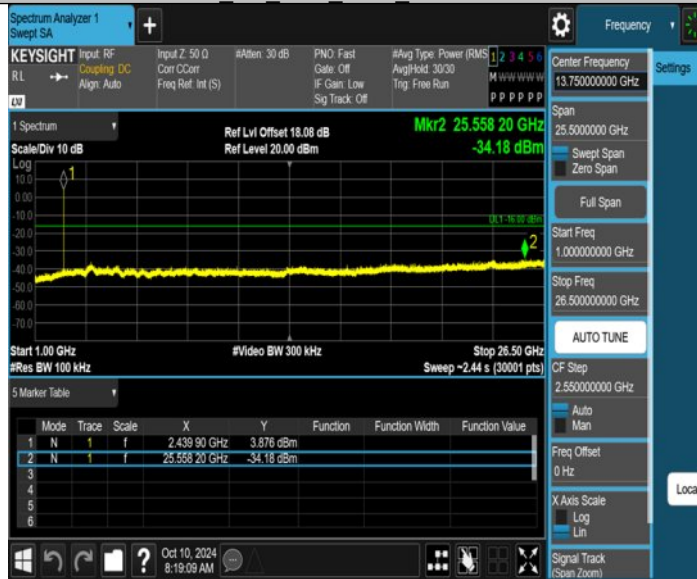 Spectrum Analyzer 1
Swept SA
Frequency
KEYSIGHT
RL
Input: RF
Coupling: DC
Align: Auto
Input Z: 50 Ω
Corr CCorr
Freq Ref: Int (S)
#Atten: 30 dB
PNO: Fast
Gate: Off
IF Gain: Low
Sig Track: Off
#Avg Type: Power (RMS
Avg|Hold: 30/30
Trig: Free Run
1 2 3 4 5 6
M W W W W W
P P P P P P
LXI
1 Spectrum
Scale/Div 10 dB
Log
Ref Lvl Offset 18.08 dB
Ref Level 20.00 dBm
Mkr2 25.558 20 GHz
-34.18 dBm
10.0
0.00
-10.0
-20.0
-30.0
-40.0
-50.0
-60.0
-70.0
1
2
DL1 -16.00 dBm
Start 1.00 GHz
#Res BW 100 kHz
#Video BW 300 kHz
Stop 26.50 GHz
Sweep ~2.44 s (30001 pts)
5 Marker Table
Mode Trace Scale X Y Function Function Width Function Value
1 N 1 f 2.439 90 GHz 3.876 dBm
2 N 1 f 25.558 20 GHz -34.18 dBm
3
4
5
6
Oct 10, 2024
8:19:09 AM
Center Frequency
13.750000000 GHz
Settings
Span
25.5000000 GHz
Swept Span
Zero Span
Full Span
Start Freq
1.000000000 GHz
Stop Freq
26.500000000 GHz
AUTO TUNE
CF Step
2.550000000 GHz
Auto
Man
Freq Offset
0 Hz
X Axis Scale
Log
Lin
Loca
Signal Track
(Span Zoom)